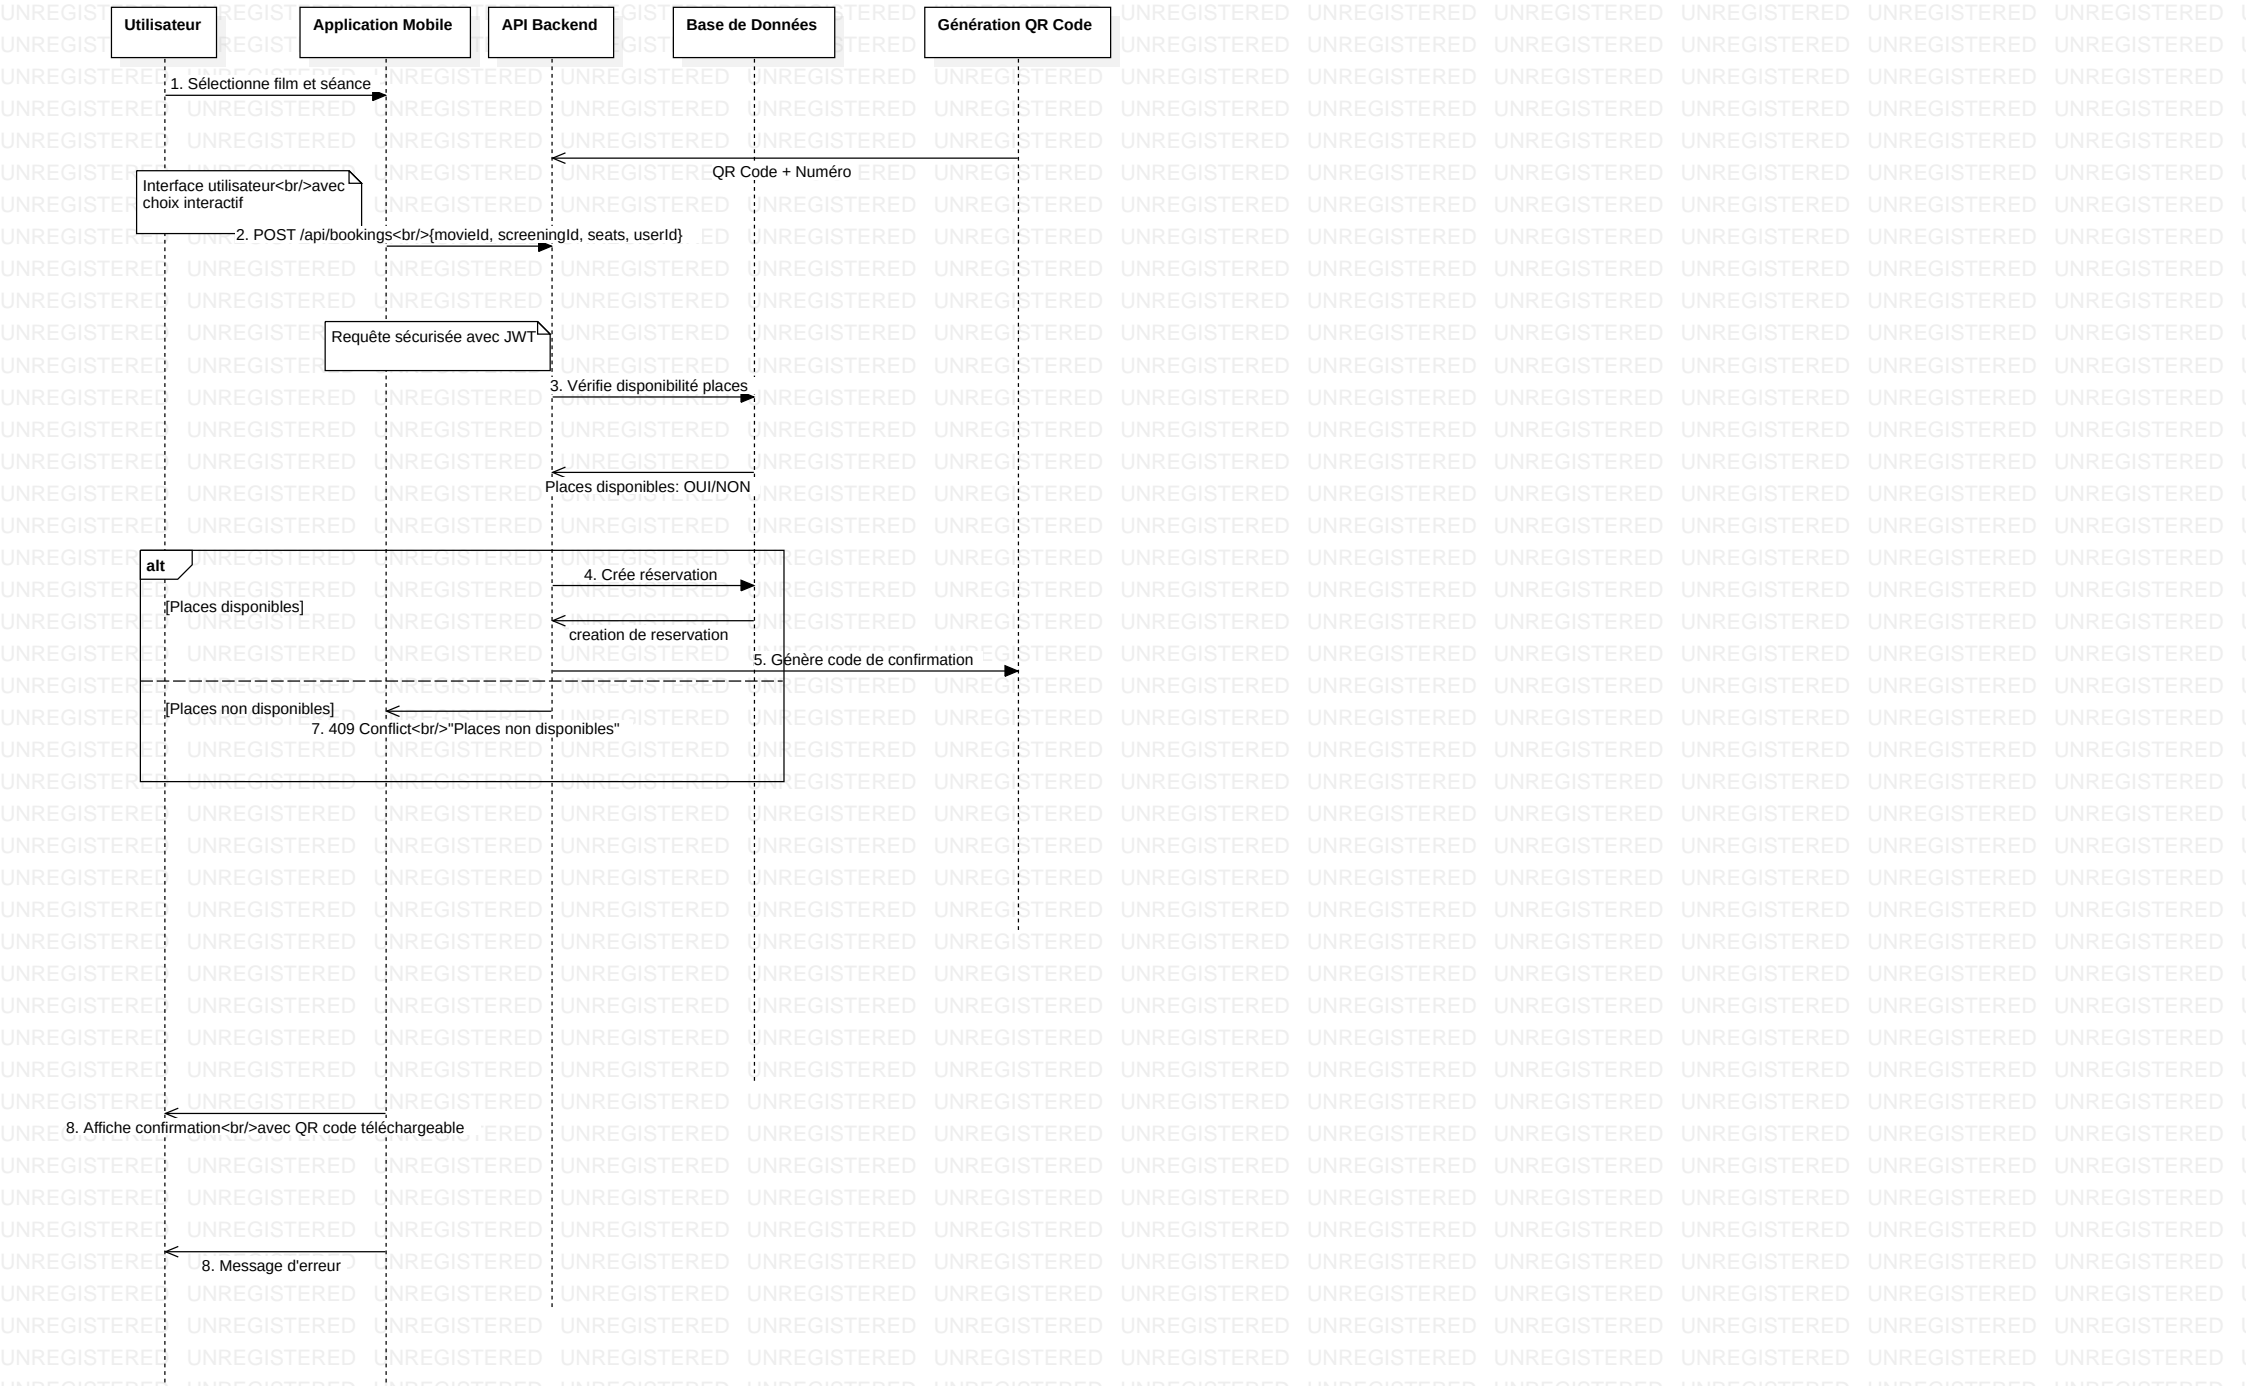 Utilisateur
Application Mobile
API Backend
Base de Données
Génération QR Code
1. Sélectionne film et séance
QR Code + Numéro
Interface utilisateur<br/>avec
choix interactif
2. POST /api/bookings<br/>{movieId, screeningId, seats, userId}
Requête sécurisée avec JWT
3. Vérifie disponibilité places
Places disponibles: OUI/NON
alt
4. Crée réservation
[Places disponibles]
creation de reservation
5. Génère code de confirmation
[Places non disponibles]
7. 409 Conflict<br/>"Places non disponibles"
8. Affiche confirmation<br/>avec QR code téléchargeable
8. Message d'erreur
UNREGISTERED